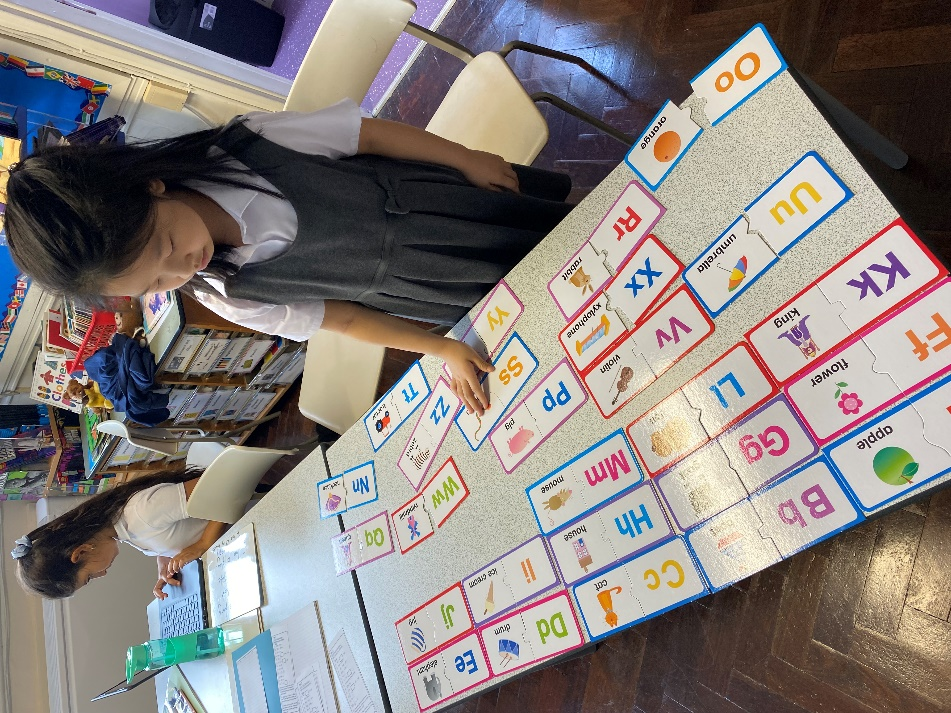 Oo
orange
Uu
umbrella
Rr
rabbit
Xx
xylophone
Vv
violin
Kk
king
Ff
flower
apple
Ll
Gg
Bb
Yy
Ss
Pp
pig
Tt
Zz
Mm
mouse
Hh
house
Cc
cat
Ww
Nn
Qq
Ii
ice cream
Dd
drum
Jj
Ee
elephant